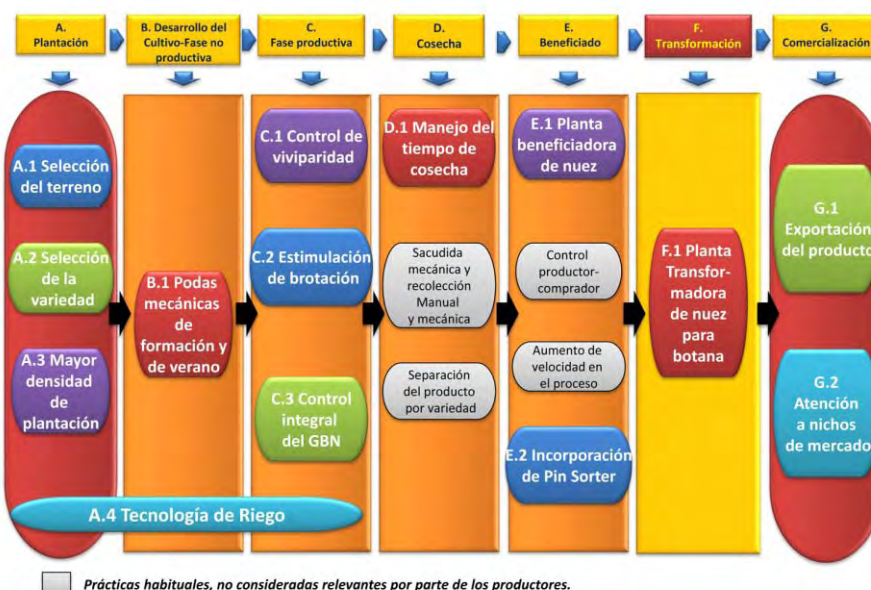 A.
Plantación
B. Desarrollo del
Cultivo-Fase no
productiva
C.
Fase productiva
D.
Cosecha
E.
Beneficiado
F.
Transformación
G.
Comercialización
A.1 Selección
del terreno
A.2 Selección
de la
variedad
A.3 Mayor
densidad
de
plantación
B.1 Podas
mecánicas
de
formación y
de verano
C.1 Control de
viviparidad
C.2 Estimulación
de brotación
C.3 Control
integral
del GBN
A.4 Tecnología de Riego
D.1 Manejo del
tiempo de
cosecha
Sacudida
mecánica y
recolección
Manual
y mecánica
Separación
del producto
por variedad
E.1 Planta
beneficiadora
de nuez
Control
productor-
comprador
Aumento de
velocidad en
el proceso
E.2 Incorporación
de Pin Sorter
F.1 Planta
Transfor-
madora
de nuez
para
botana
G.1
Exportación
del producto
G.2
Atención
a nichos
de mercado
Prácticas habituales, no consideradas relevantes por parte de los productores.